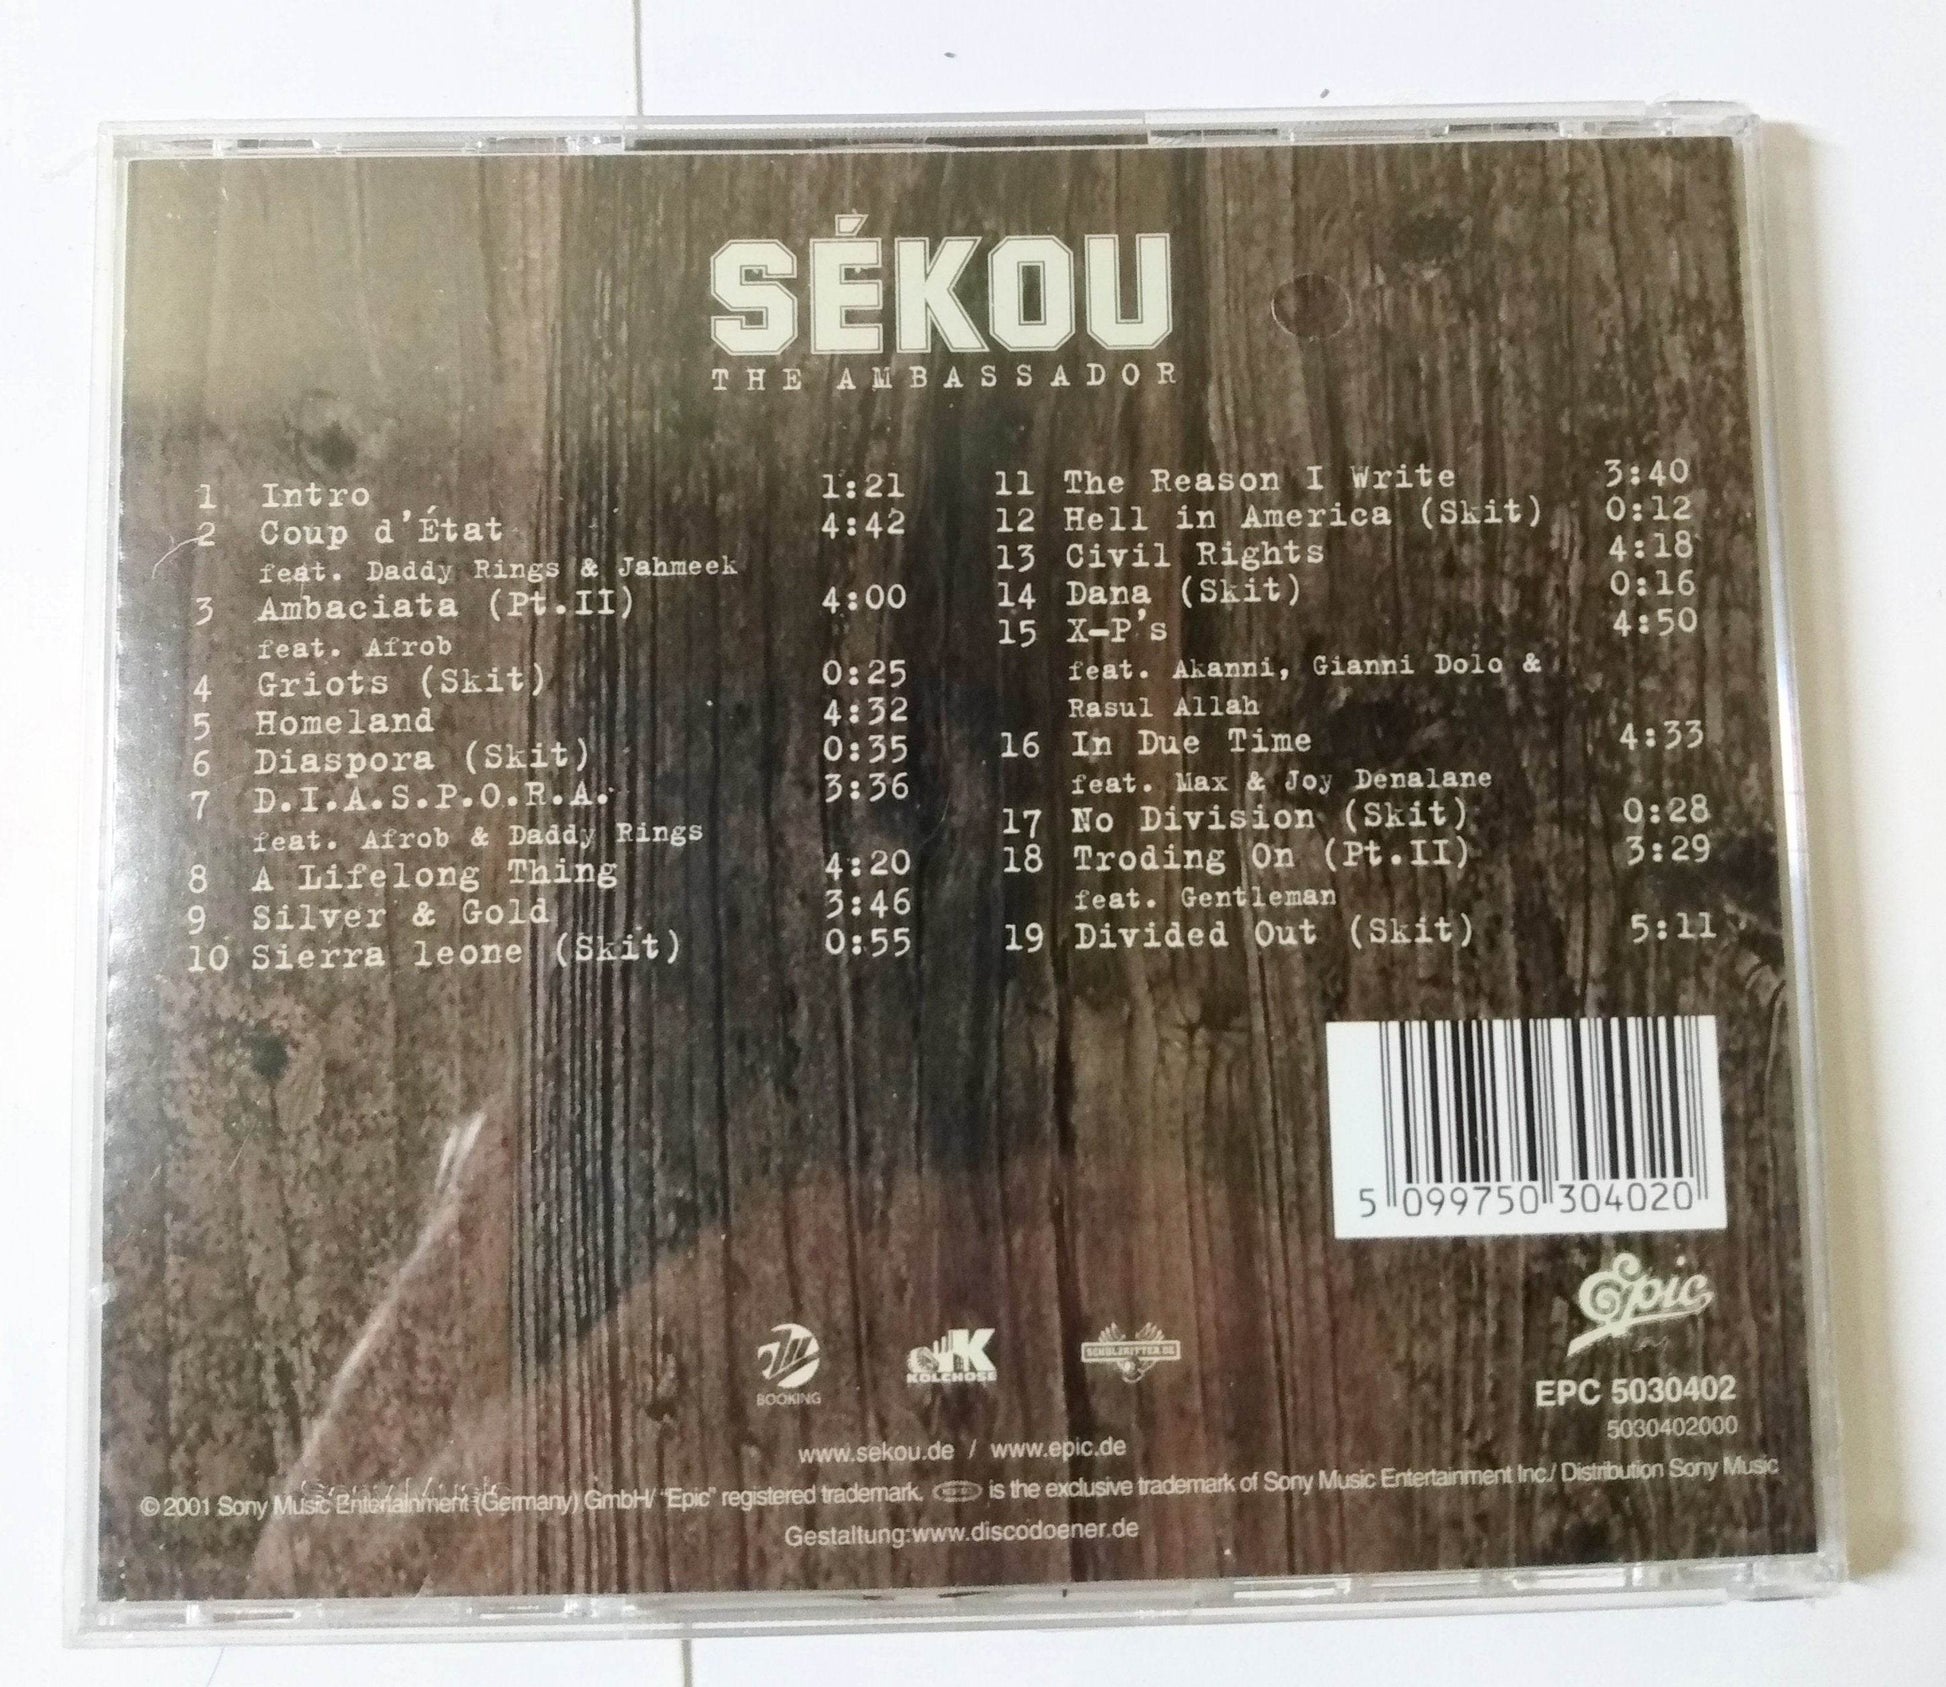 SÉKOU
THE AMBASSADOR
1 Intro 1:21
2 Coup d'État 4:42
feat. Daddy Rings & Jahmeek
3 Ambaciata (Pt.II) 4:00
feat. Afrob
4 Griots (Skit) 0:25
5 Homeland 4:32
6 Diaspora (Skit) 0:35
7 D.I.A.S.P.O.R.A. 3:36
feat. Afrob & Daddy Rings
8 A Lifelong Thing 4:20
9 Silver & Gold 3:46
10 Sierra leone (Skit) 0:55
11 The Reason I Write 3:40
12 Hell in America (Skit) 0:12
13 Civil Rights 4:18
14 Dana (Skit) 0:16
15 X-P's 4:50
feat. Akanni, Gianni Dolo &
Rasul Allah
16 In Due Time 4:33
feat. Max & Joy Denalane
17 No Division (Skit) 0:28
18 Troding On (Pt.II) 3:29
feat. Gentleman
19 Divided Out (Skit) 5:11
5 099750 304020
Epic
BOOKING
K
KOLCHOSE
SCHOLZKITTER.DE
EPC 5030402
5030402000
www.sekou.de / www.epic.de
© 2001 Sony Music Entertainment (Germany) GmbH/ "Epic" registered trademark, is the exclusive trademark of Sony Music Entertainment Inc./ Distribution Sony Music
Gestaltung:www.discodoener.de